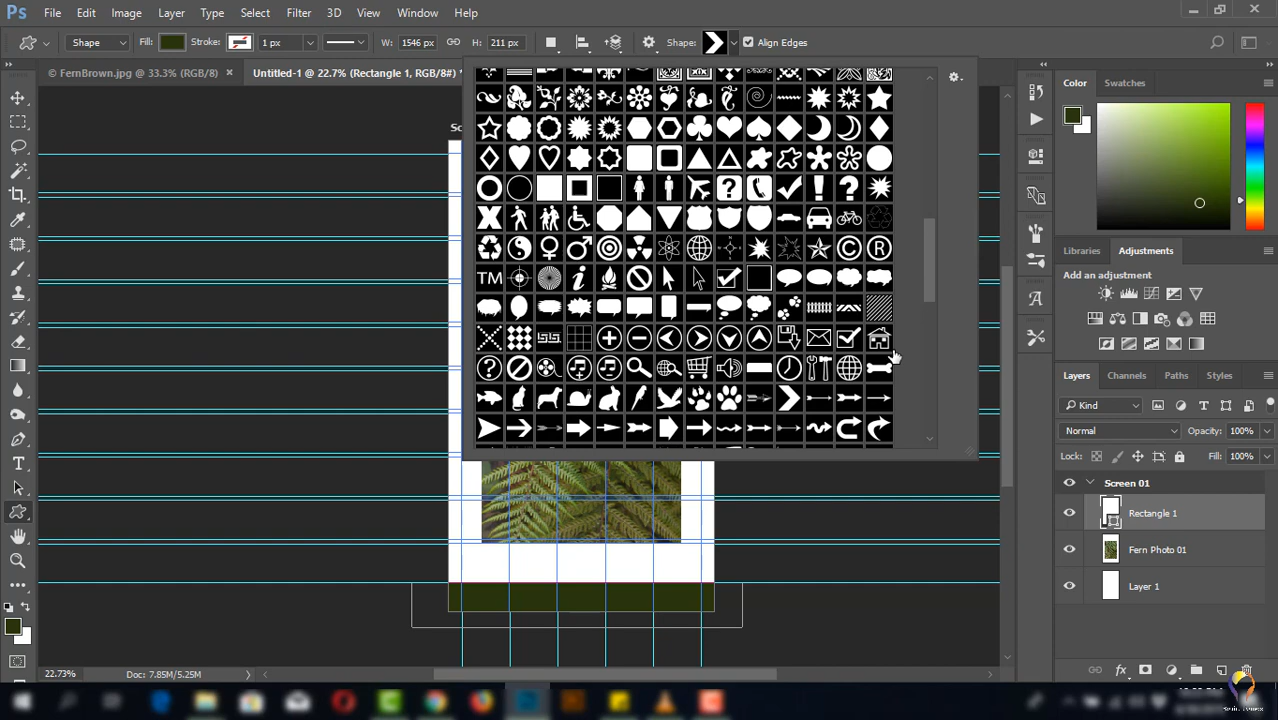 Ps File Edit Image Layer Type Select Filter 3D View Window Help
Shape Fill: Stroke: 1 px W: 1546 px H: 211 px Shape: Align Edges
© FernBrown.jpg @ 33.3% (RGB/8) × Untitled-1 @ 22.7% (Rectangle 1, RGB/8#) *
Color Swatches
Sc
TM
Libraries Adjustments
Add an adjustment
Layers Channels Paths Styles
Kind
Normal Opacity: 100%
Lock: Fill: 100%
Screen 01
Rectangle 1
Fern Photo 01
Layer 1
22.73% Doc: 7.85M/5.25M